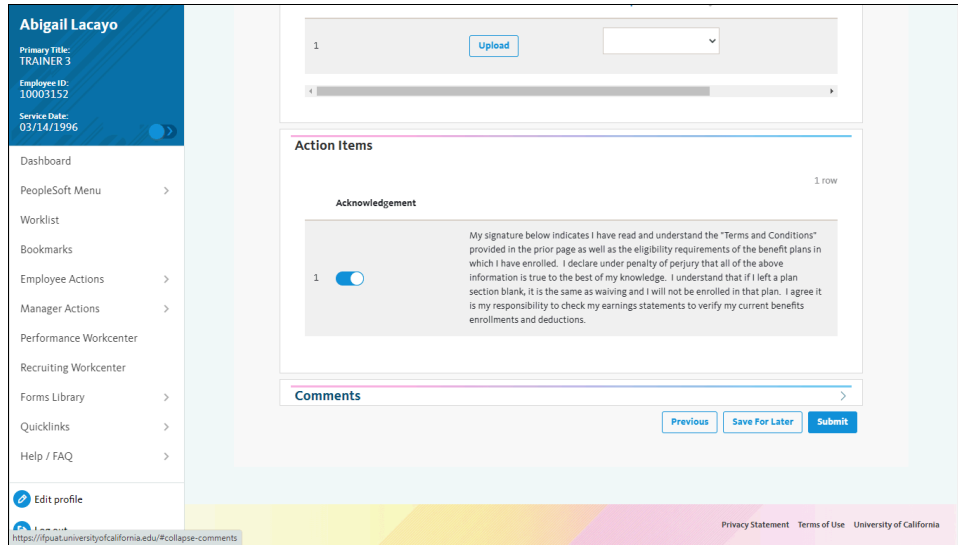 Abigail Lacayo
Primary Title:
TRAINER 3
Employee ID:
10003152
Service Date:
03/14/1996
Dashboard
PeopleSoft Menu
Worklist
Bookmarks
Employee Actions
Manager Actions
Performance Workcenter
Recruiting Workcenter
Forms Library
Quicklinks
Help / FAQ
Edit profile
https://ifpuat.universityofcalifornia.edu/#collapse-comments
1
Upload
Action Items
1 row
Acknowledgement
1
My signature below indicates I have read and understand the "Terms and Conditions"
provided in the prior page as well as the eligibility requirements of the benefit plans in
which I have enrolled. I declare under penalty of perjury that all of the above
information is true to the best of my knowledge. I understand that if I left a plan
section blank, it is the same as waiving and I will not be enrolled in that plan. I agree it
is my responsibility to check my earnings statements to verify my current benefits
enrollments and deductions.
Comments
Previous
Save For Later
Submit
Privacy Statement Terms of Use University of California